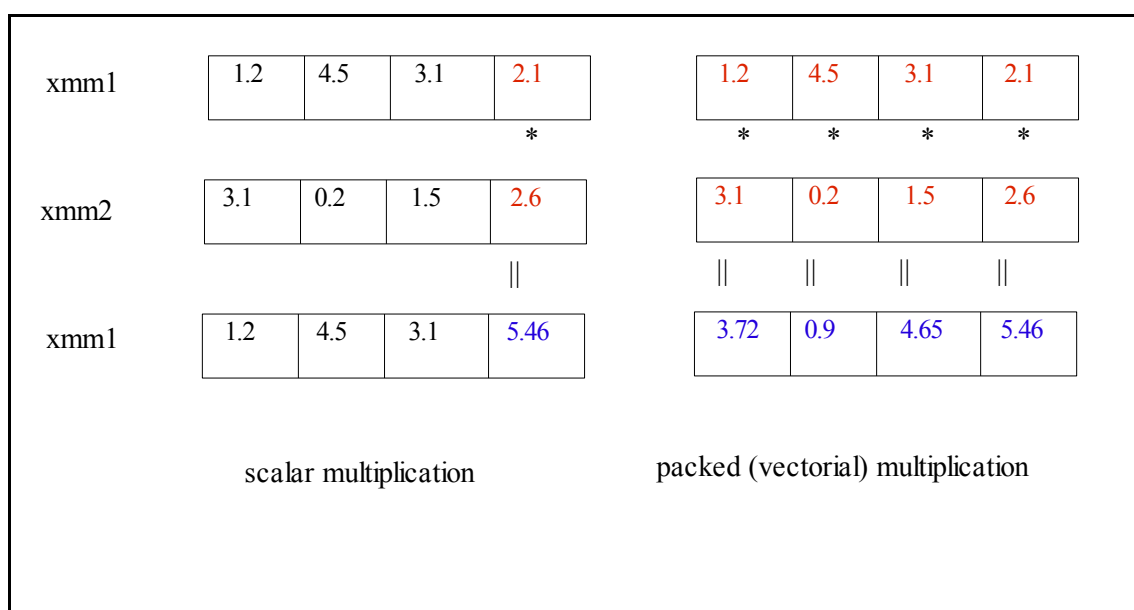 xmm1 1.2 4.5 3.1 2.1 1.2 4.5 3.1 2.1
* * * * *
xmm2 3.1 0.2 1.5 2.6 3.1 0.2 1.5 2.6
|| || || || ||
xmm1 1.2 4.5 3.1 5.46 3.72 0.9 4.65 5.46
scalar multiplication packed (vectorial) multiplication